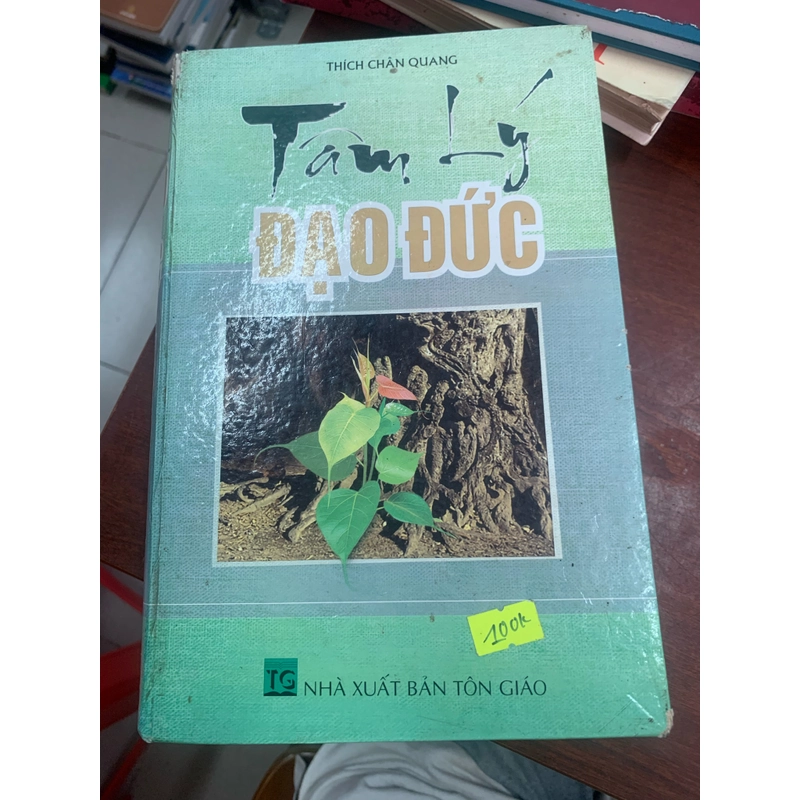 THÍCH CHÂN QUANG
Tâm Lý
ĐẠO ĐỨC
100k
TG NHÀ XUẤT BẢN TÔN GIÁO